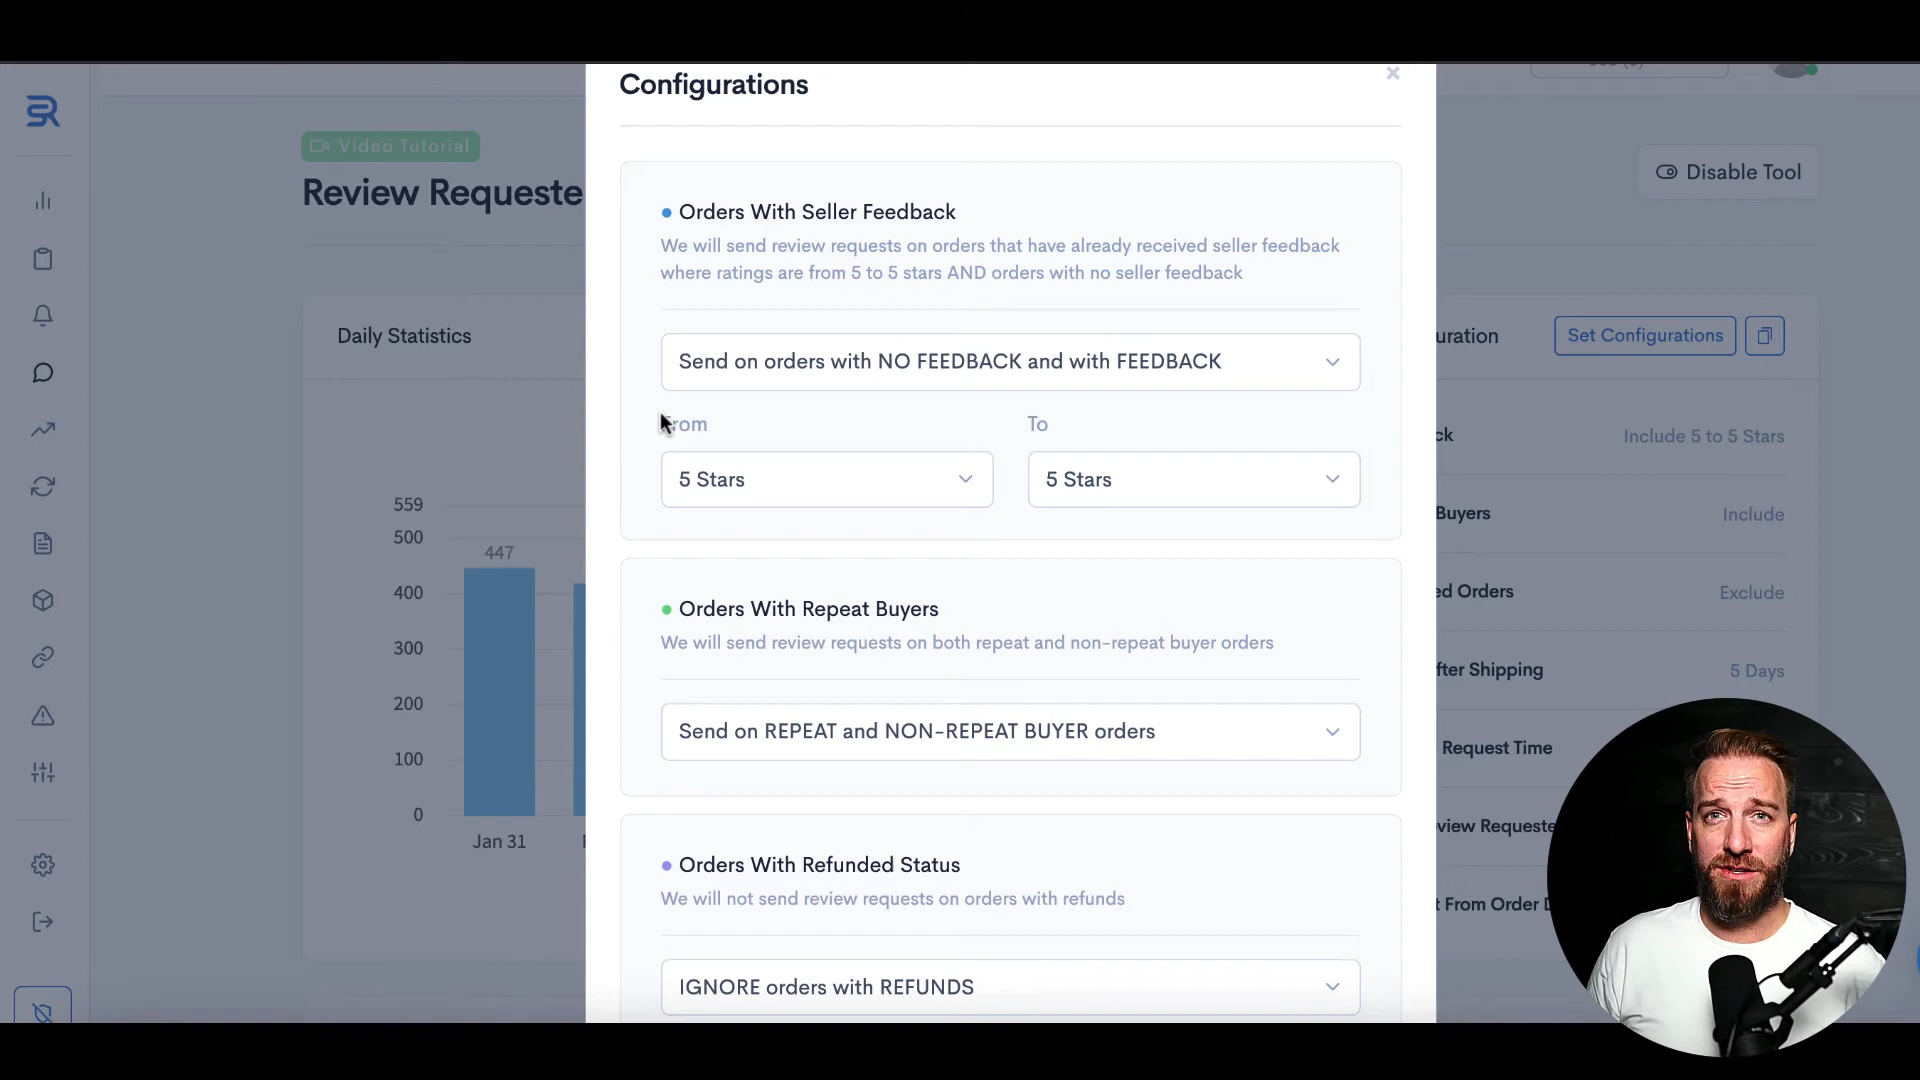 Configurations
Video Tutorial
Review Requeste
Disable Tool
Daily Statistics
559
500
400
300
200
100
0
447
Jan 31
Orders With Seller Feedback
We will send review requests on orders that have already received seller feedback
where ratings are from 5 to 5 stars AND orders with no seller feedback
Send on orders with NO FEEDBACK and with FEEDBACK
From
To
5 Stars
5 Stars
Orders With Repeat Buyers
We will send review requests on both repeat and non-repeat buyer orders
Send on REPEAT and NON-REPEAT BUYER orders
Orders With Refunded Status
We will not send review requests on orders with refunds
IGNORE orders with REFUNDS
uration
Set Configurations
ck
Include 5 to 5 Stars
Buyers
Include
ed Orders
Exclude
fter Shipping
5 Days
Request Time
view Requeste
t From Order D